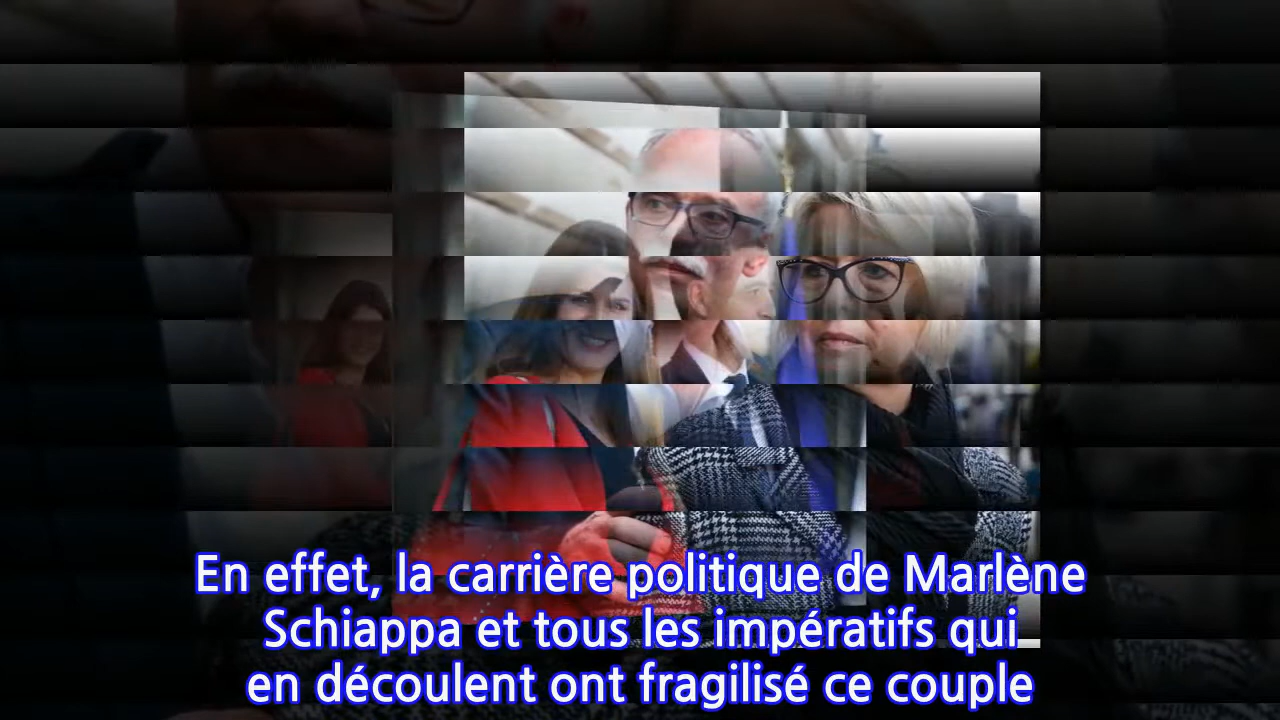 En effet, la carrière politique de Marlène
Schiappa et tous les impératifs qui
en découlent ont fragilisé ce couple